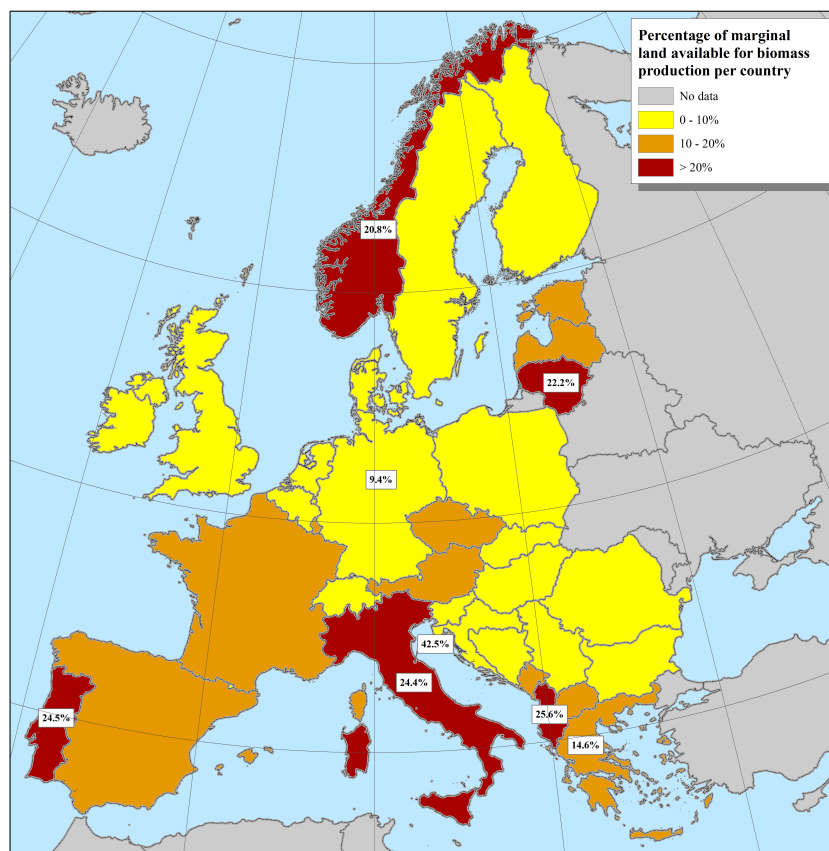 Percentage of marginal
land available for biomass
production per country
No data
0 - 10%
10 - 20%
> 20%
20.8%
22.2%
9.4%
42.5%
24.4%
25.6%
24.5%
14.6%